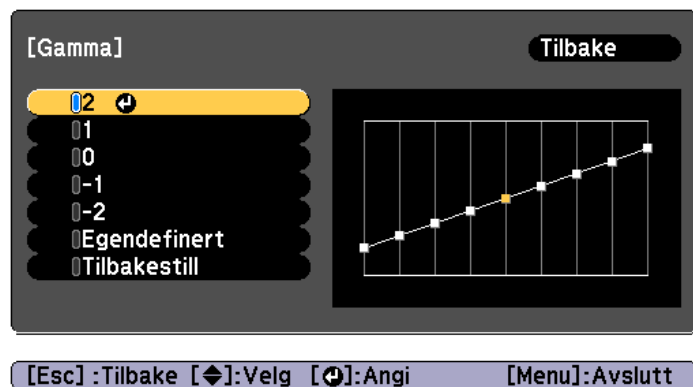 [Gamma]
Tilbake
2
1
0
-1
-2
Egendefinert
Tilbakestill
[Esc] :Tilbake [◆]:Velg [↵]:Angi [Menu]:Avslutt